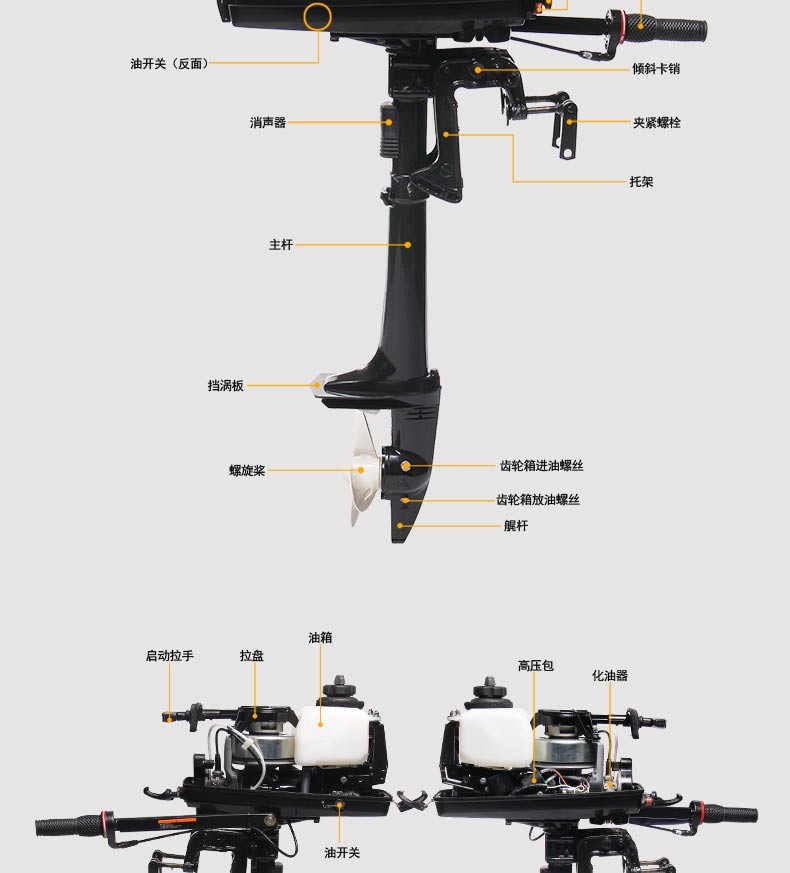 油开关（反面）
倾斜卡销
消声器
夹紧螺栓
托架
主杆
挡涡板
螺旋桨
齿轮箱进油螺丝
齿轮箱放油螺丝
艉杆
油箱
启动拉手
拉盘
高压包
化油器
油开关